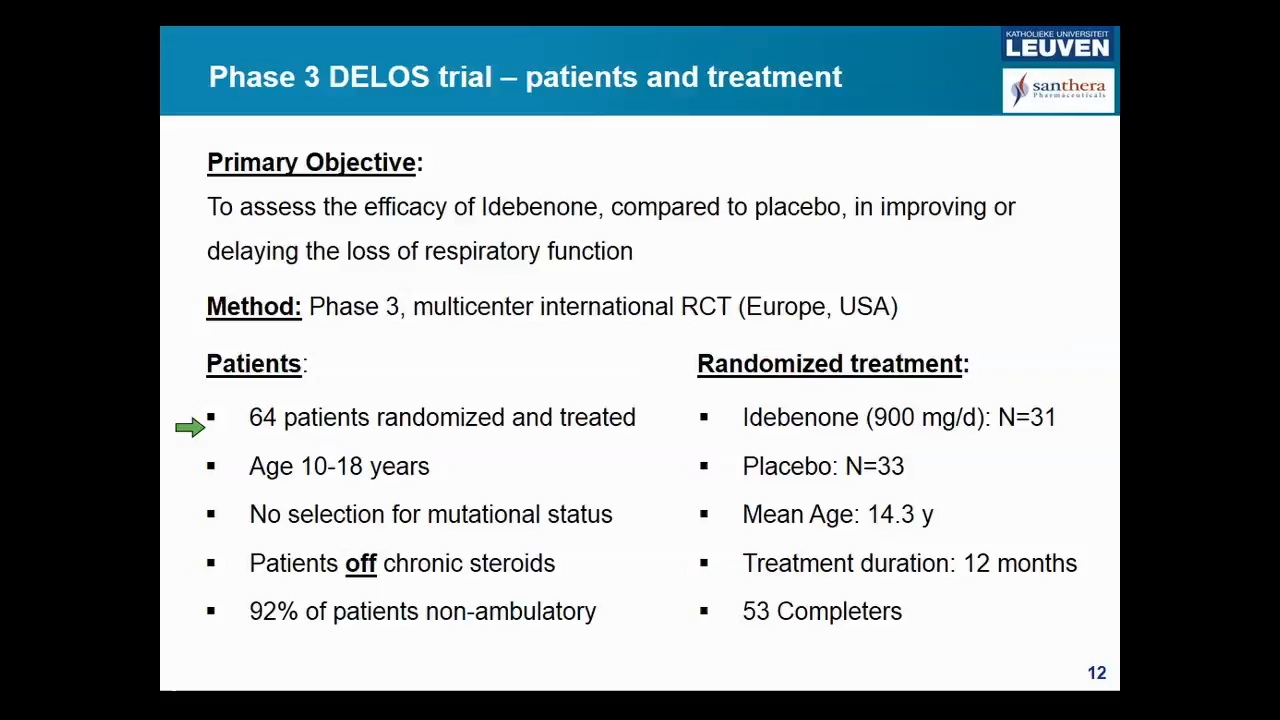 KATHOLIEKE UNIVERSITEIT
LEUVEN
Phase 3 DELOS trial – patients and treatment
santhera
Pharmaceuticals
Primary Objective:
To assess the efficacy of Idebenone, compared to placebo, in improving or
delaying the loss of respiratory function
Method: Phase 3, multicenter international RCT (Europe, USA)
Patients:
▪ 64 patients randomized and treated
▪ Age 10-18 years
▪ No selection for mutational status
▪ Patients off chronic steroids
▪ 92% of patients non-ambulatory
Randomized treatment:
▪ Idebenone (900 mg/d): N=31
▪ Placebo: N=33
▪ Mean Age: 14.3 y
▪ Treatment duration: 12 months
▪ 53 Completers
12